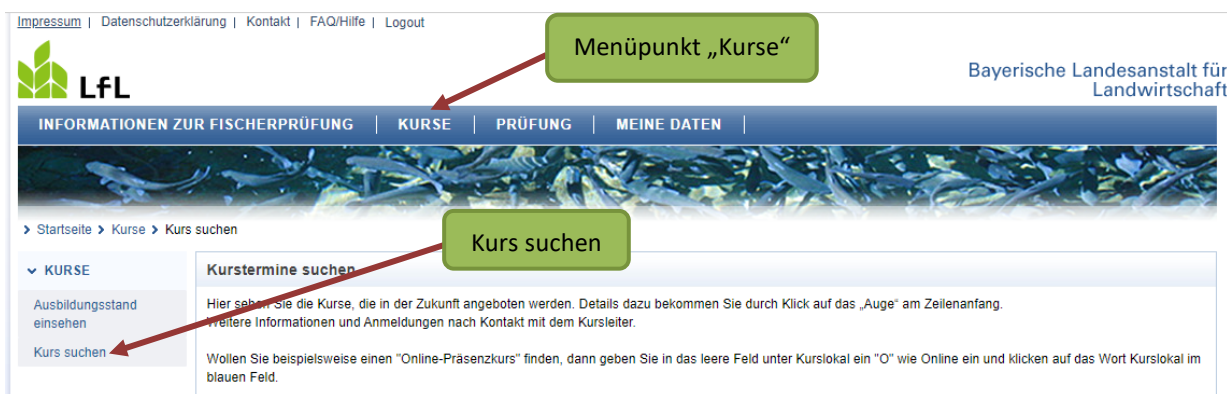 Impressum | Datenschutzerklärung | Kontakt | FAQ/Hilfe | Logout
Menüpunkt „Kurse“
LfL
Bayerische Landesanstalt für
Landwirtschaft
INFORMATIONEN ZUR FISCHERPRÜFUNG | KURSE | PRÜFUNG | MEINE DATEN |
Startseite > Kurse > Kurs suchen
Kurs suchen
KURSE
Ausbildungsstand
einsehen
Kurs suchen
Kurstermine suchen
Hier sehen Sie die Kurse, die in der Zukunft angeboten werden. Details dazu bekommen Sie durch Klick auf das „Auge“ am Zeilenanfang.
Weitere Informationen und Anmeldungen nach Kontakt mit dem Kursleiter.
Wollen Sie beispielsweise einen "Online-Präsenzkurs" finden, dann geben Sie in das leere Feld unter Kurslokal ein "O" wie Online ein und klicken auf das Wort Kurslokal im
blauen Feld.